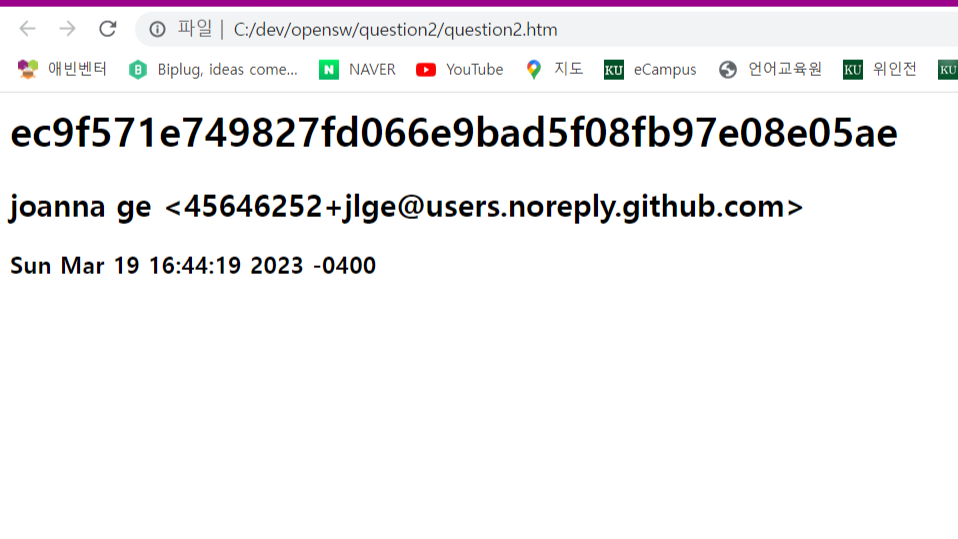 파일 | C:/dev/opensw/question2/question2.htm
애빈벤터 B Biplug, ideas come... N NAVER YouTube 지도 KU eCampus 언어교육원 KU 위인전 KU
ec9f571e749827fd066e9bad5f08fb97e08e05ae
joanna ge <45646252+jlge@users.noreply.github.com>
Sun Mar 19 16:44:19 2023 -0400